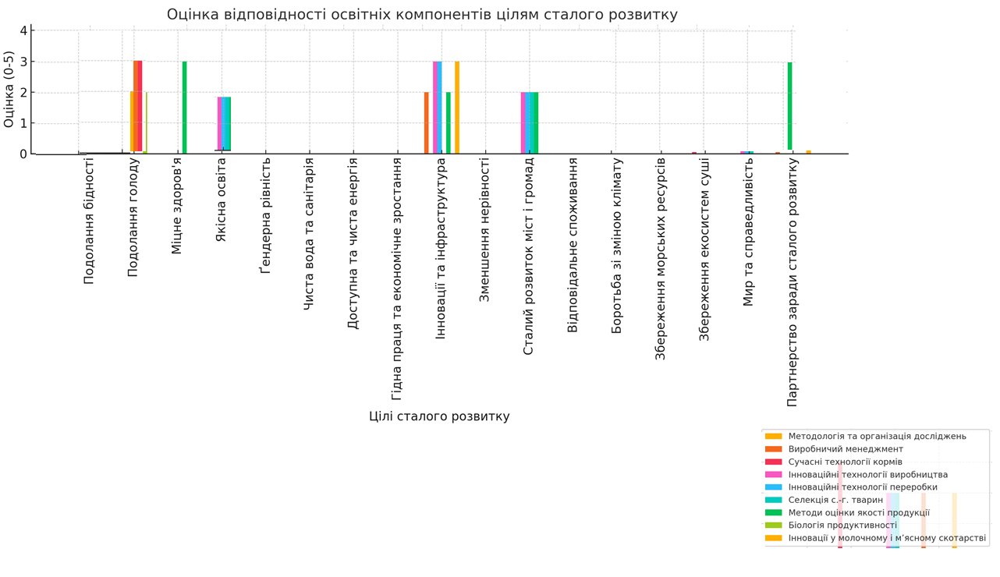 Оцінка відповідності освітніх компонентів цілям сталого розвитку
Оцінка (0-5)
4
3
2
1
0
Подолання бідності
Подолання голоду
Міцне здоров'я
Якісна освіта
Ґендерна рівність
Чиста вода та санітарія
Доступна та чиста енергія
Гідна праця та економічне зростання
Інновації та інфраструктура
Зменшення нерівності
Сталий розвиток міст і громад
Відповідальне споживання
Боротьба зі зміною клімату
Збереження морських ресурсів
Збереження екосистем суші
Мир та справедливість
Партнерство заради сталого розвитку
Цілі сталого розвитку
Методологія та організація досліджень
Виробничий менеджмент
Сучасні технології кормів
Інноваційні технології виробництва
Інноваційні технології переробки
Селекція с.-г. тварин
Методи оцінки якості продукції
Біологія продуктивності
Інновації у молочному і м’ясному скотарстві